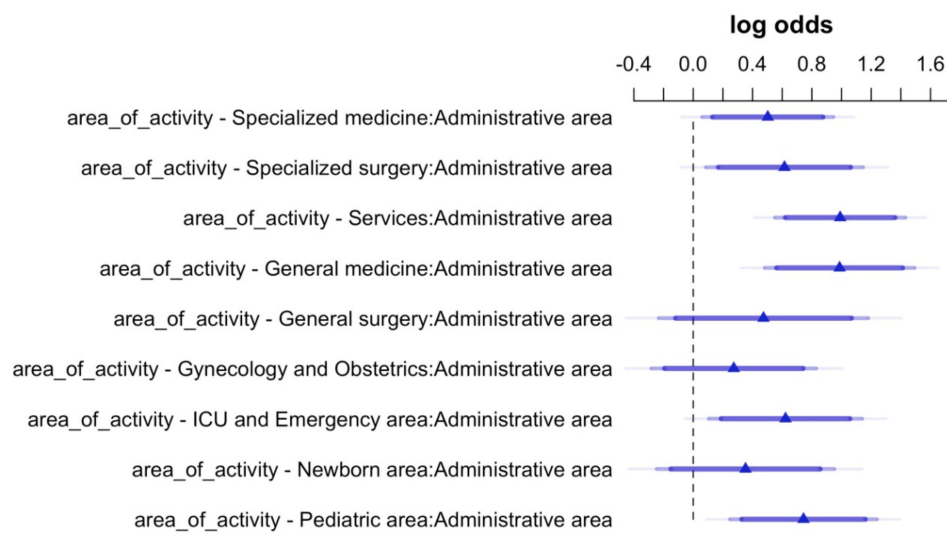 log odds
-0.4 0.0 0.4 0.8 1.2 1.6
area_of_activity - Specialized medicine:Administrative area
area_of_activity - Specialized surgery:Administrative area
area_of_activity - Services:Administrative area
area_of_activity - General medicine:Administrative area
area_of_activity - General surgery:Administrative area
area_of_activity - Gynecology and Obstetrics:Administrative area
area_of_activity - ICU and Emergency area:Administrative area
area_of_activity - Newborn area:Administrative area
area_of_activity - Pediatric area:Administrative area